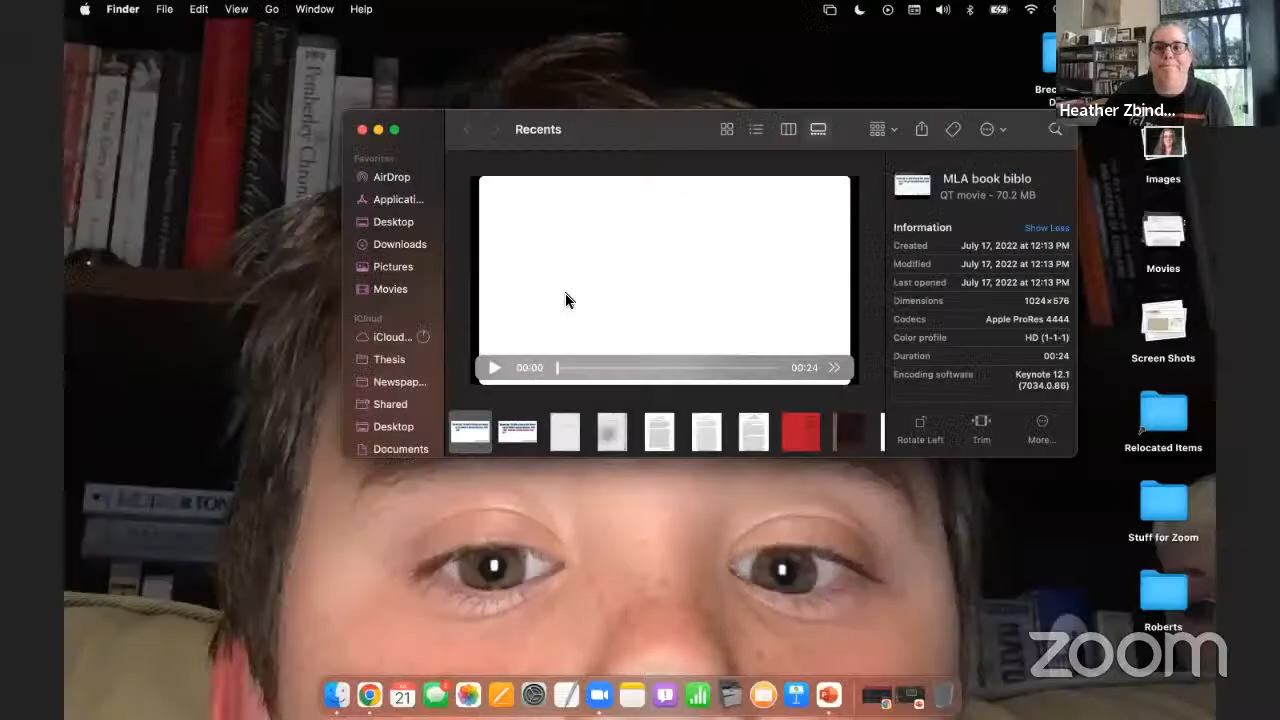 Finder File Edit View Go Window Help
Heather Zbind...
Recents
Favorites
AirDrop
Applicati...
Desktop
Downloads
Pictures
Movies
iCloud
iCloud...
Thesis
Newspap...
Shared
Desktop
Documents
00:00
00:24
MLA book biblo
QT movie - 70.2 MB
Information Show Less
Created July 17, 2022 at 12:13 PM
Modified July 17, 2022 at 12:13 PM
Last opened July 17, 2022 at 12:13 PM
Dimensions 1024×576
Codecs Apple ProRes 4444
Color profile HD (1-1-1)
Duration 00:24
Encoding software Keynote 12.1
(7034.0.86)
Rotate Left Trim More...
Images
Movies
Screen Shots
Relocated Items
Stuff for Zoom
Roberts
Pemberley Chronic
21
zoom